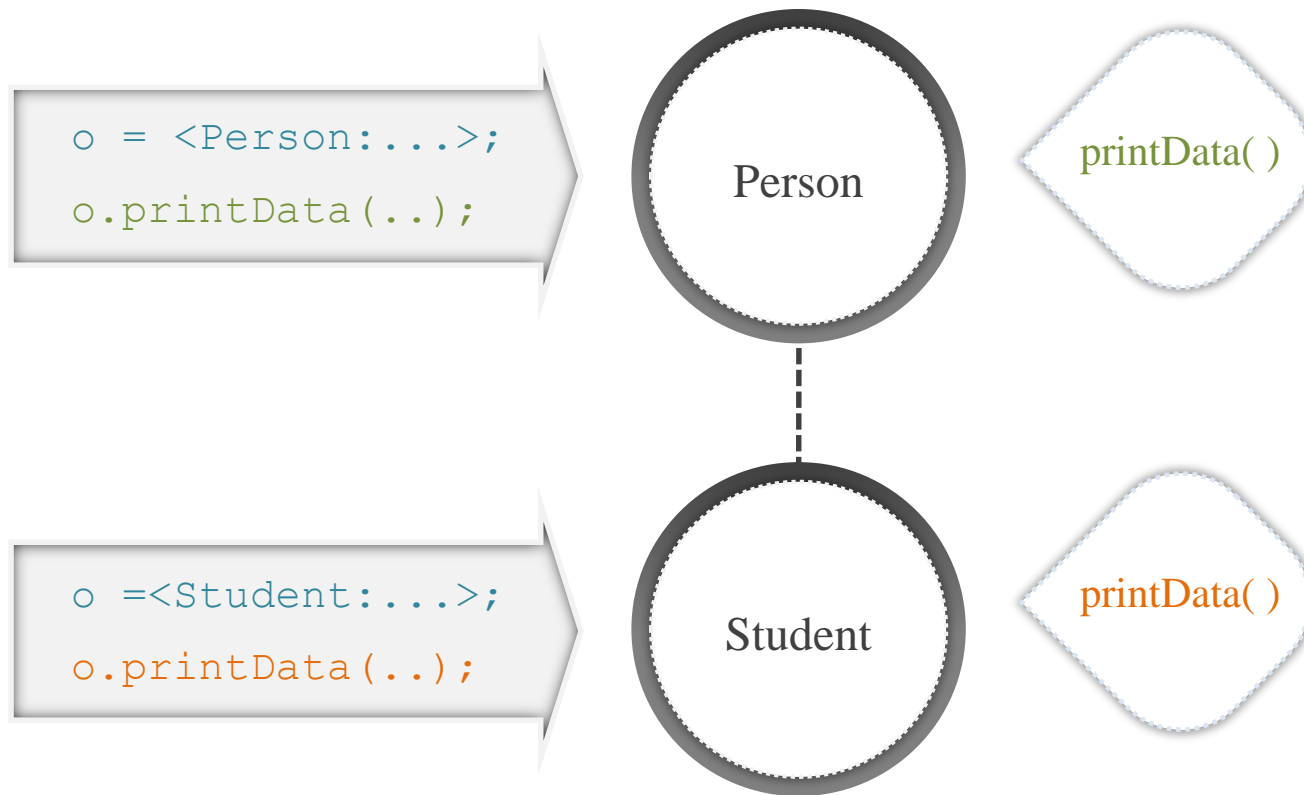 o = <Person:...>;
o.printData(..);
Person
printData( )
o =<Student:...>;
o.printData(..);
Student
printData( )